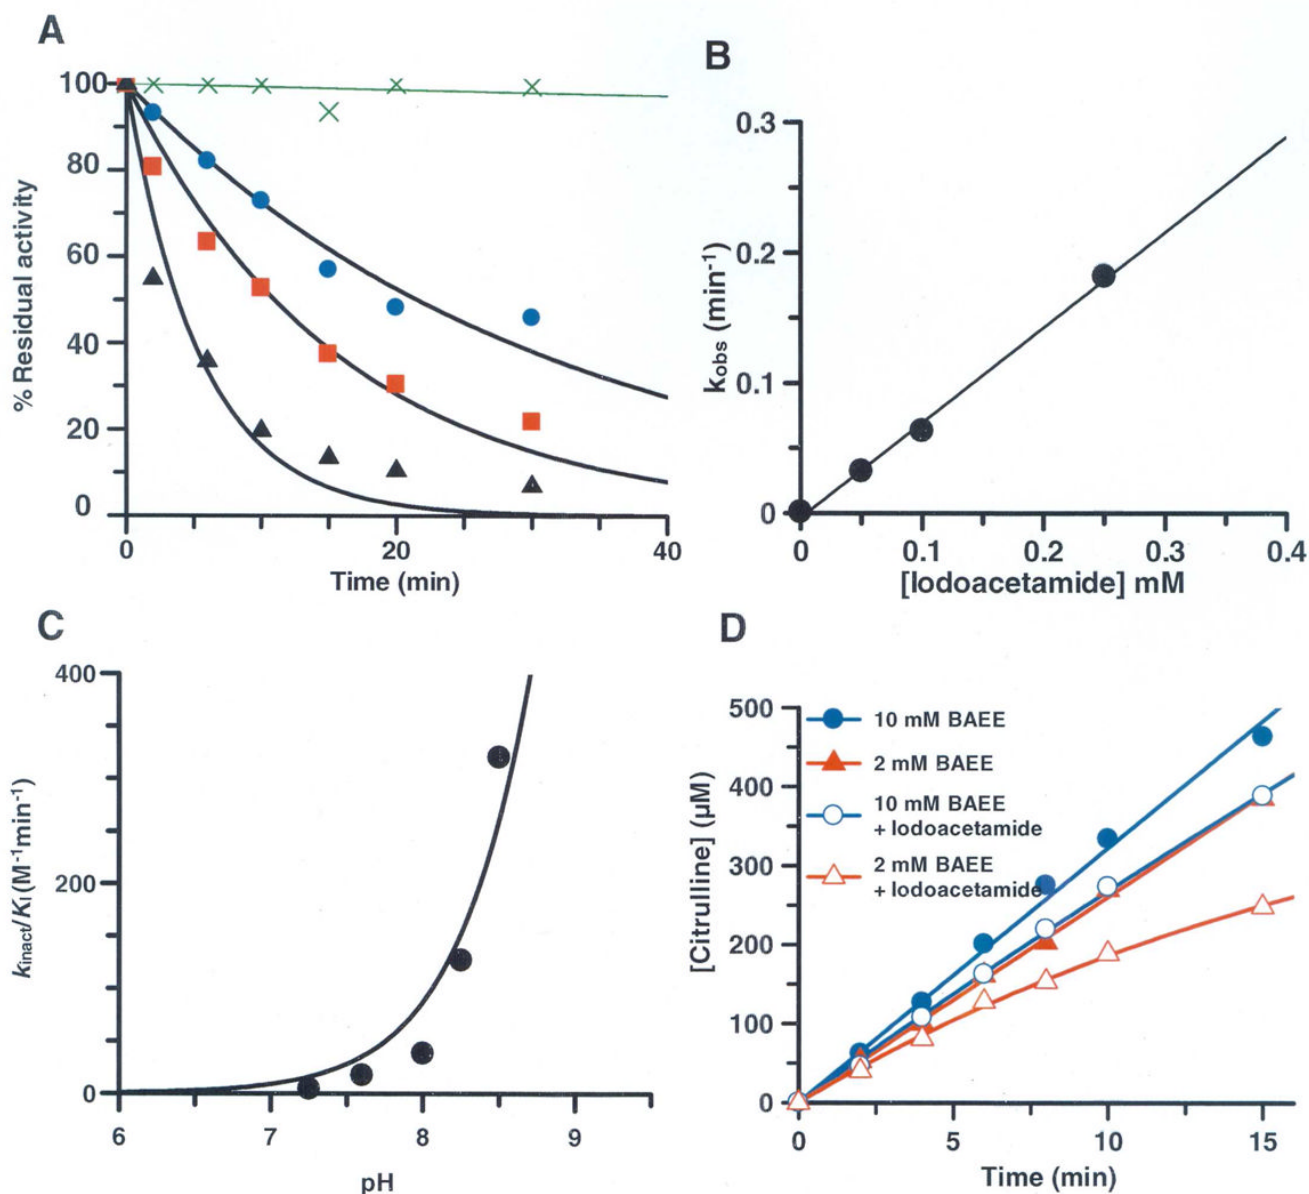 A
100
80
60
40
20
0
% Residual activity
0
20
40
Time (min)
B
0.3
0.2
0.1
0
kobs (min⁻¹)
0
0.1
0.2
0.3
0.4
[Iodoacetamide] mM
C
400
200
0
kinact/KI (M⁻¹min⁻¹)
6
7
8
9
pH
D
500
400
300
200
100
0
[Citrulline] (µM)
10 mM BAEE
2 mM BAEE
10 mM BAEE
+ Iodoacetamide
2 mM BAEE
+ Iodoacetamide
0
5
10
15
Time (min)